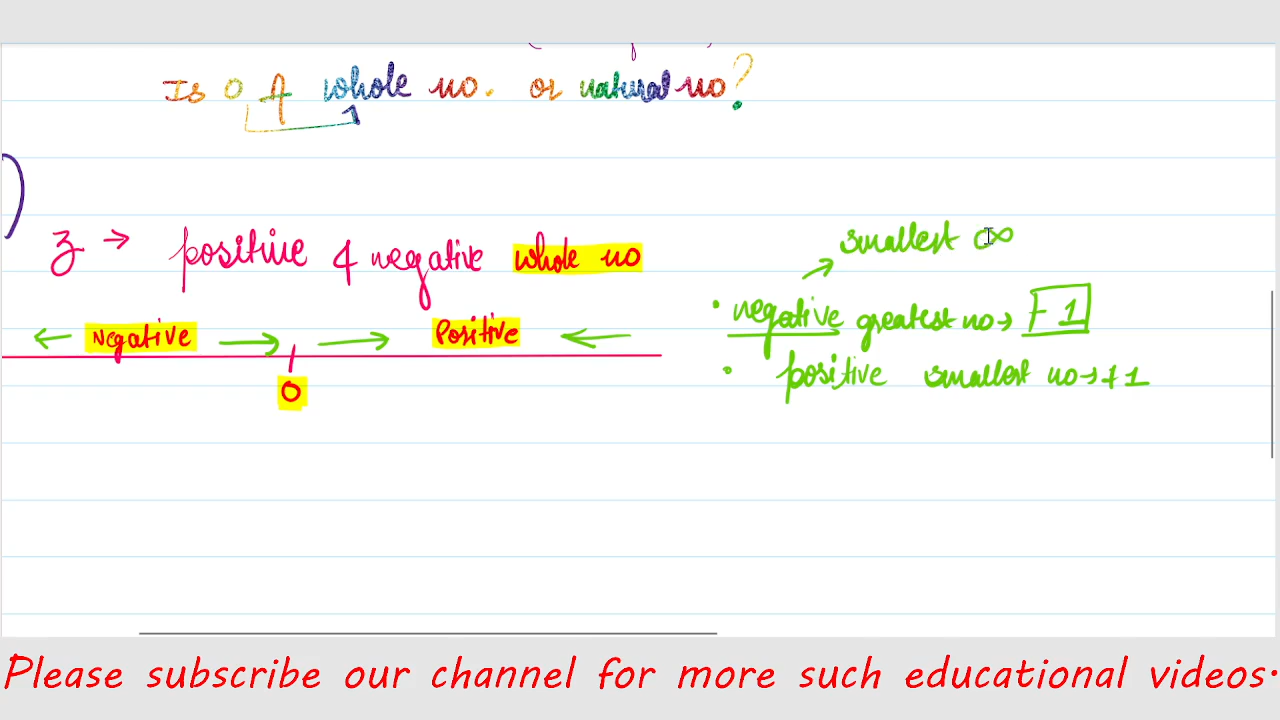 Is 0 A whole no. or natural no?
smallest ∞
Z → positive & negative whole no
• negative greatest no → -1
← Negative → → Positive ←
0
• positive smallest no → +1
Please subscribe our channel for more such educational videos.